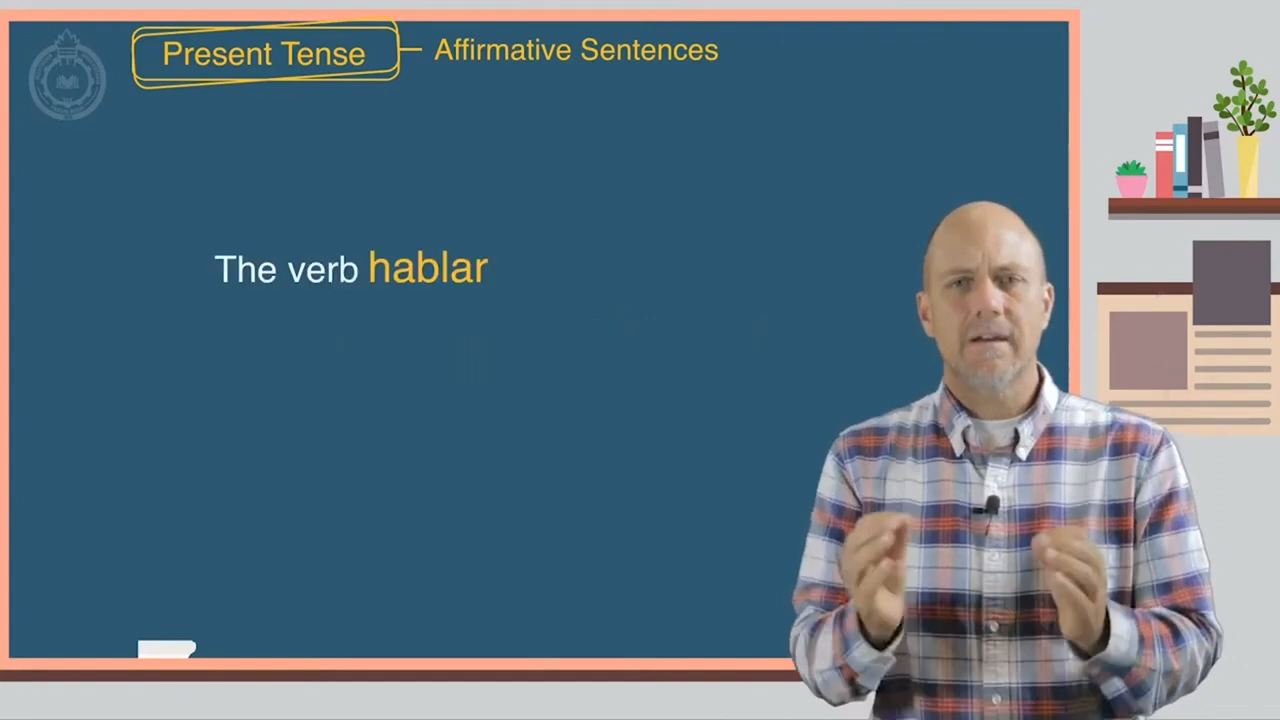 Present Tense
Affirmative Sentences
The verb hablar